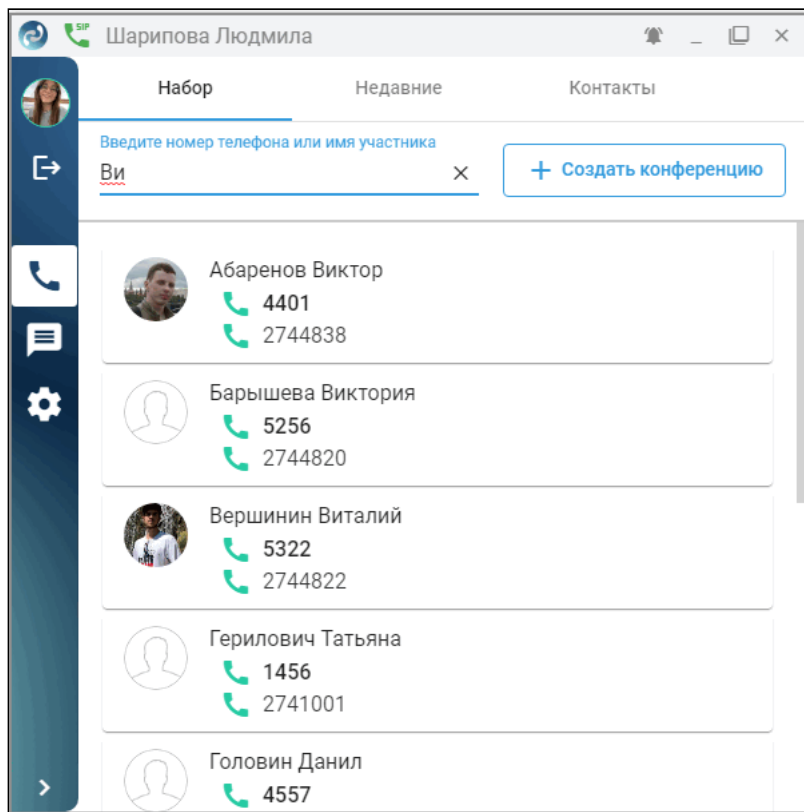 SIP
Шарипова Людмила
Набор Недавние Контакты
Введите номер телефона или имя участника
Ви
+ Создать конференцию
Абаренов Виктор
4401
2744838
Барышева Виктория
5256
2744820
Вершинин Виталий
5322
2744822
Герилович Татьяна
1456
2741001
Головин Данил
4557